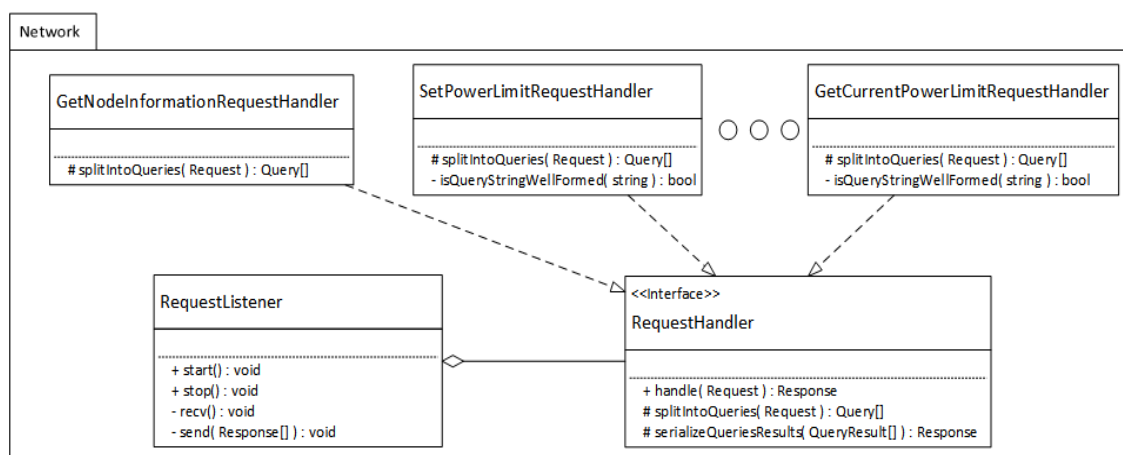 Network
GetNodeInformationRequestHandler
# splitIntoQueries( Request ) : Query[]
SetPowerLimitRequestHandler
# splitIntoQueries( Request ) : Query[]
- isQueryStringWellFormed( string ) : bool
GetCurrentPowerLimitRequestHandler
# splitIntoQueries( Request ) : Query[]
- isQueryStringWellFormed( string ) : bool
RequestListener
+ start() : void
+ stop() : void
- recv() : void
- send( Response[] ) : void
<<Interface>>
RequestHandler
+ handle( Request ) : Response
# splitIntoQueries( Request ) : Query[]
# serializeQueriesResults( QueryResult[] ) : Response